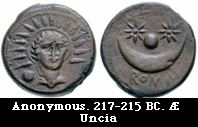 ROMA
Anonymous. 217-215 BC. Æ
Uncia